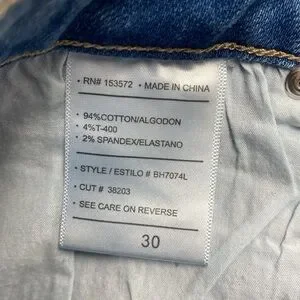 • RN# 153572 • MADE IN CHINA
• 94%COTTON/ALGODON
• 4%T-400
• 2% SPANDEX/ELASTANO
• STYLE / ESTILO # BH7074L
• CUT # 38203
• SEE CARE ON REVERSE
30